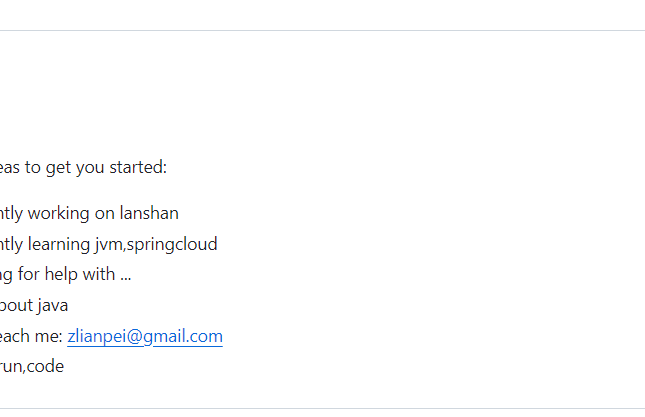 eas to get you started:
ntly working on lanshan
ntly learning jvm,springcloud
ng for help with ...
bout java
each me: zlianpei@gmail.com
run,code